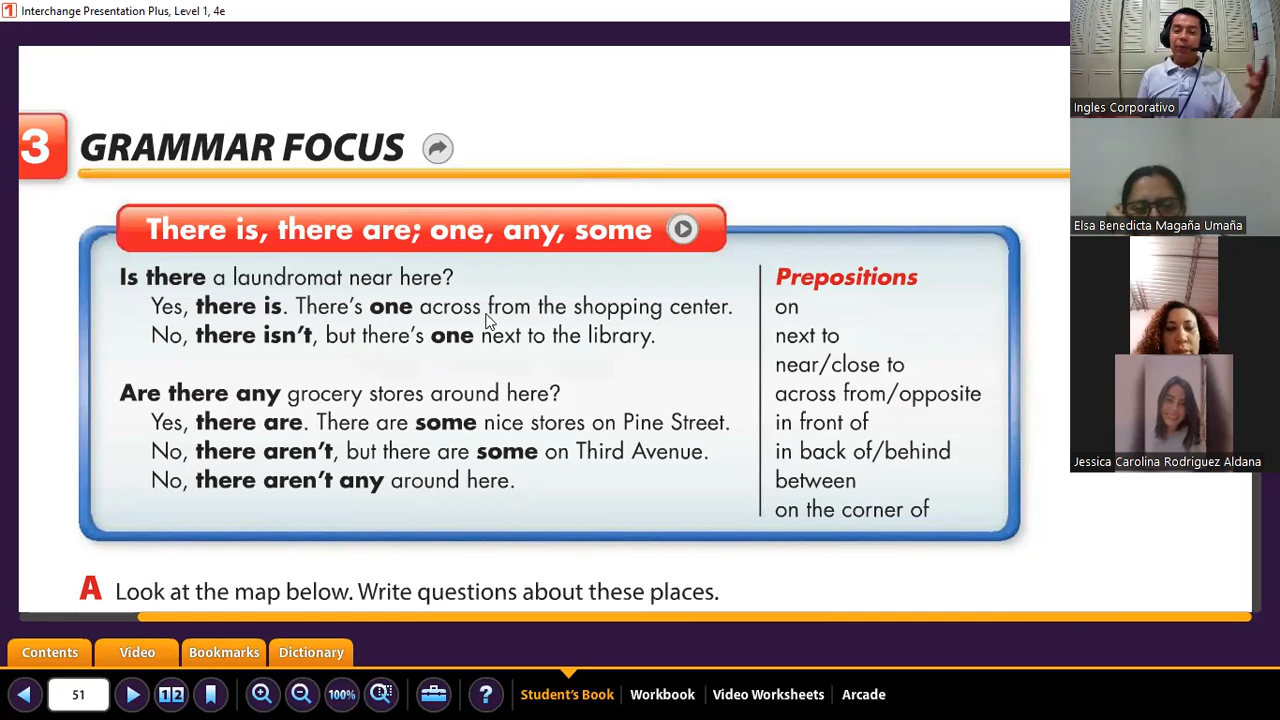 Interchange Presentation Plus, Level 1, 4e
3 GRAMMAR FOCUS
There is, there are; one, any, some
Is there a laundromat near here?
Yes, there is. There's one across from the shopping center.
No, there isn't, but there's one next to the library.
Are there any grocery stores around here?
Yes, there are. There are some nice stores on Pine Street.
No, there aren't, but there are some on Third Avenue.
No, there aren't any around here.
Prepositions
on
next to
near/close to
across from/opposite
in front of
in back of/behind
between
on the corner of
A Look at the map below. Write questions about these places.
Ingles Corporativo
Elsa Benedicta Magaña Umaña
Jessica Carolina Rodriguez Aldana
Contents Video Bookmarks Dictionary
51 1 2 100% ? Student's Book Workbook Video Worksheets Arcade